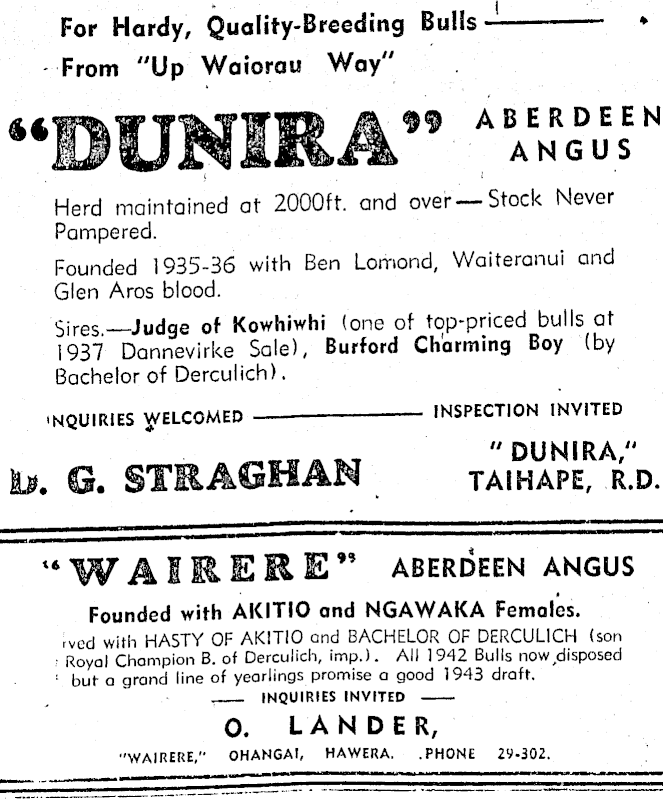 For Hardy, Quality-Breeding Bulls ———
From "Up Waiorau Way"
"DUNIRA" ABERDEEN
ANGUS
Herd maintained at 2000ft. and over — Stock Never
Pampered.
Founded 1935-36 with Ben Lomond, Waiteranui and
Glen Aros blood.
Sires.—Judge of Kowhiwhi (one of top-priced bulls at
1937 Dannevirke Sale), Burford Charming Boy (by
Bachelor of Derculich).
INQUIRIES WELCOMED ——— INSPECTION INVITED
D. G. STRAGHAN
"DUNIRA,"
TAIHAPE, R.D.
"WAIRERE" ABERDEEN ANGUS
Founded with AKITIO and NGAWAKA Females.
rved with HASTY OF AKITIO and BACHELOR OF DERCULICH (son
Royal Champion B. of Derculich, imp.). All 1942 Bulls now disposed
but a grand line of yearlings promise a good 1943 draft.
—— INQUIRIES INVITED ——
O. LANDER,
"WAIRERE," OHANGAI, HAWERA. PHONE 29-302.